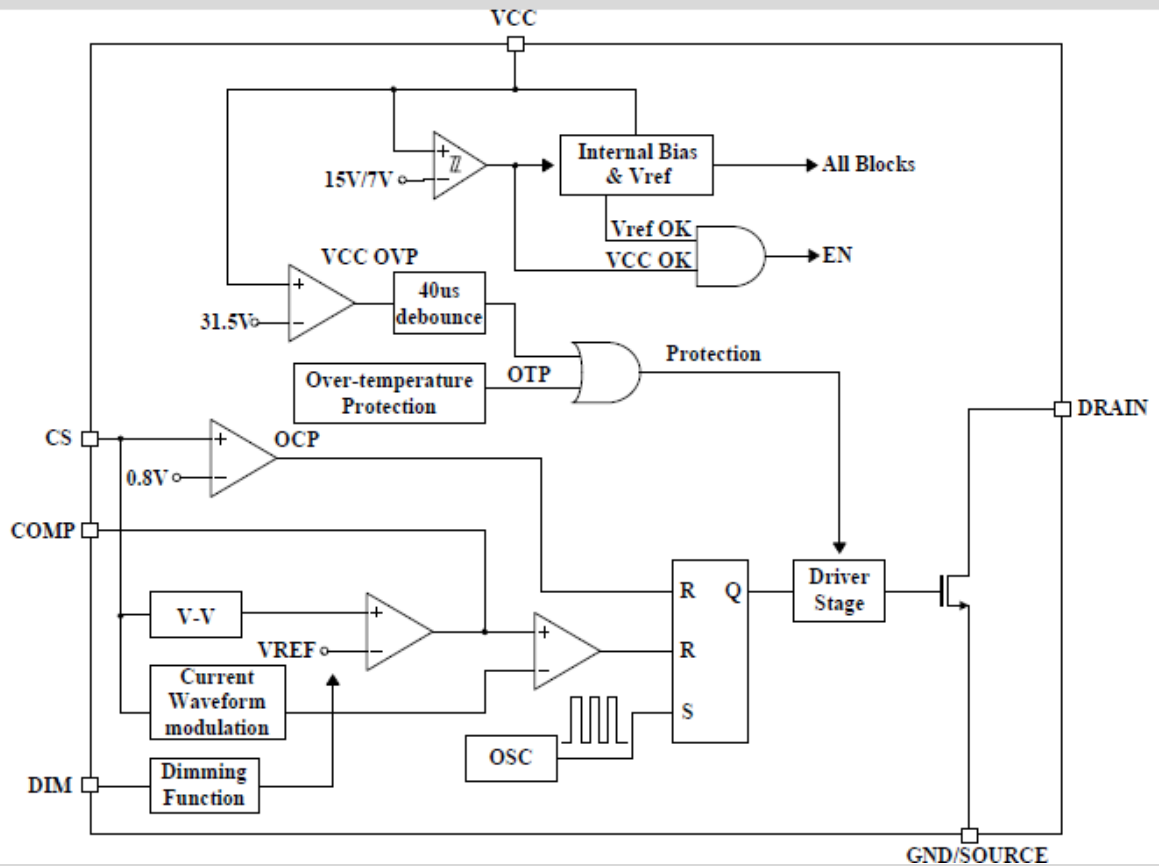 VCC
Internal Bias
& Vref
All Blocks
15V/7V
Vref OK
VCC OK
EN
VCC OVP
40us
debounce
31.5V
Protection
OTP
Over-temperature
Protection
DRAIN
CS
OCP
0.8V
COMP
R
Q
Driver
Stage
V-V
VREF
R
Current
Waveform
modulation
S
OSC
DIM
Dimming
Function
GND/SOURCE